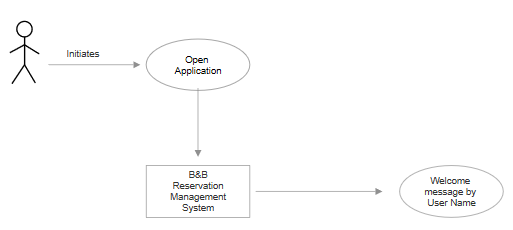 Initiates
Open
Application
B&B
Reservation
Management
System
Welcome
message by
User Name